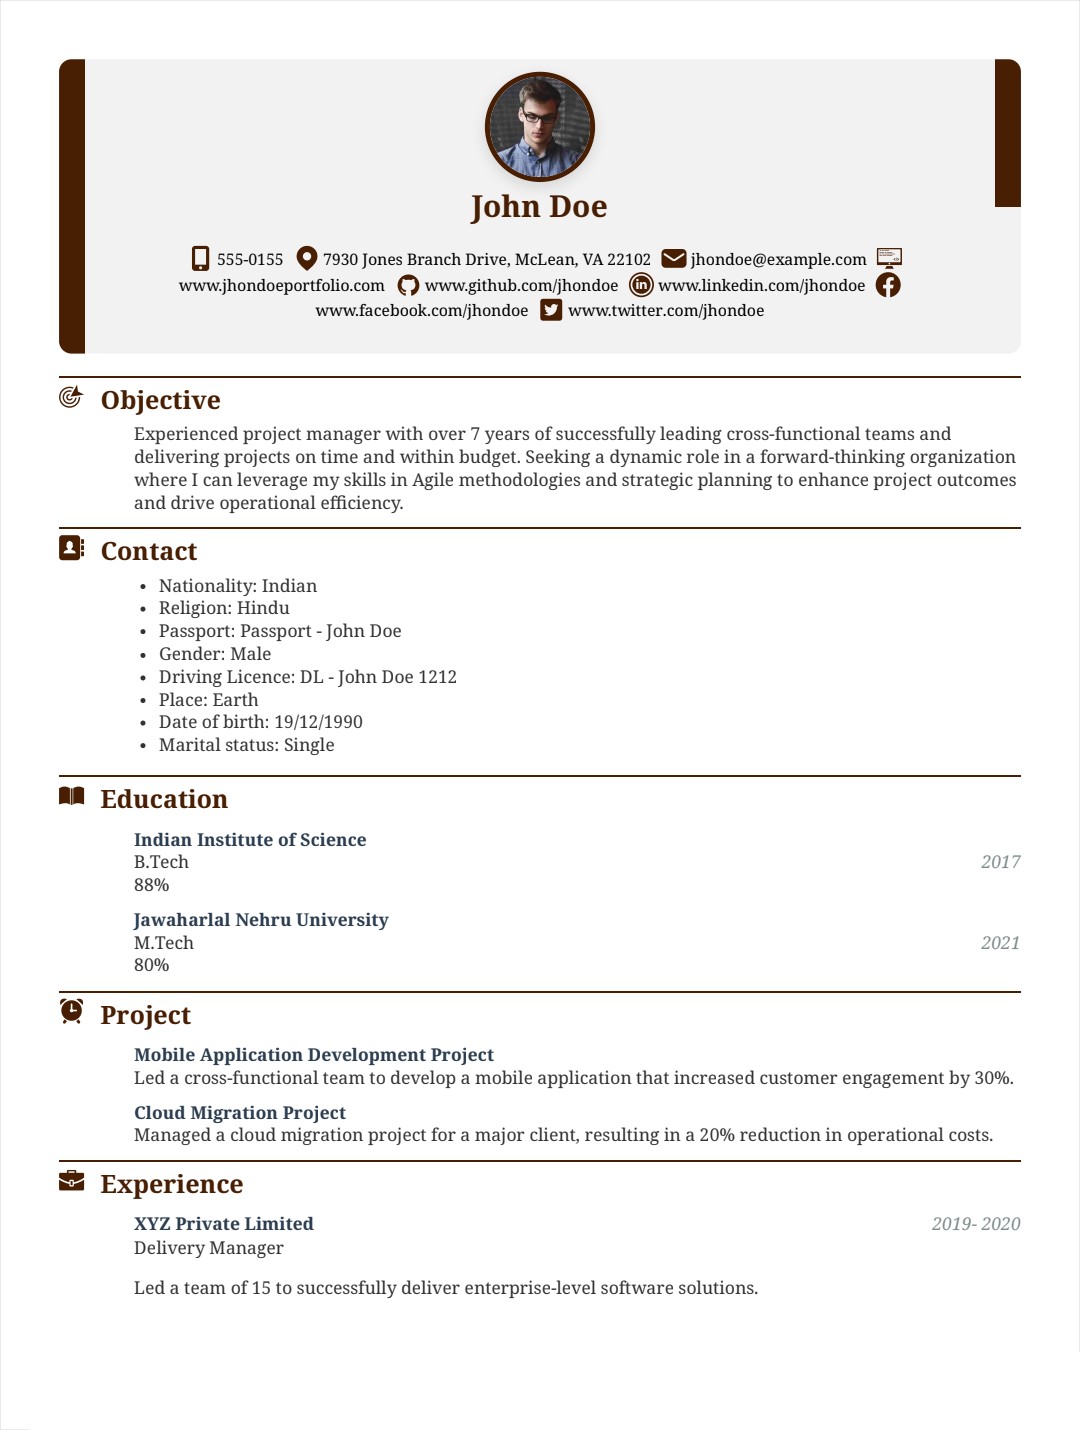 John Doe
555-0155 7930 Jones Branch Drive, McLean, VA 22102 jhondoe@example.com
www.jhondoeportfolio.com www.github.com/jhondoe www.linkedin.com/jhondoe
www.facebook.com/jhondoe www.twitter.com/jhondoe
Objective
Experienced project manager with over 7 years of successfully leading cross-functional teams and
delivering projects on time and within budget. Seeking a dynamic role in a forward-thinking organization
where I can leverage my skills in Agile methodologies and strategic planning to enhance project outcomes
and drive operational efficiency.
Contact
• Nationality: Indian
• Religion: Hindu
• Passport: Passport - John Doe
• Gender: Male
• Driving Licence: DL - John Doe 1212
• Place: Earth
• Date of birth: 19/12/1990
• Marital status: Single
Education
Indian Institute of Science
B.Tech 2017
88%
Jawaharlal Nehru University
M.Tech 2021
80%
Project
Mobile Application Development Project
Led a cross-functional team to develop a mobile application that increased customer engagement by 30%.
Cloud Migration Project
Managed a cloud migration project for a major client, resulting in a 20% reduction in operational costs.
Experience
XYZ Private Limited 2019- 2020
Delivery Manager
Led a team of 15 to successfully deliver enterprise-level software solutions.